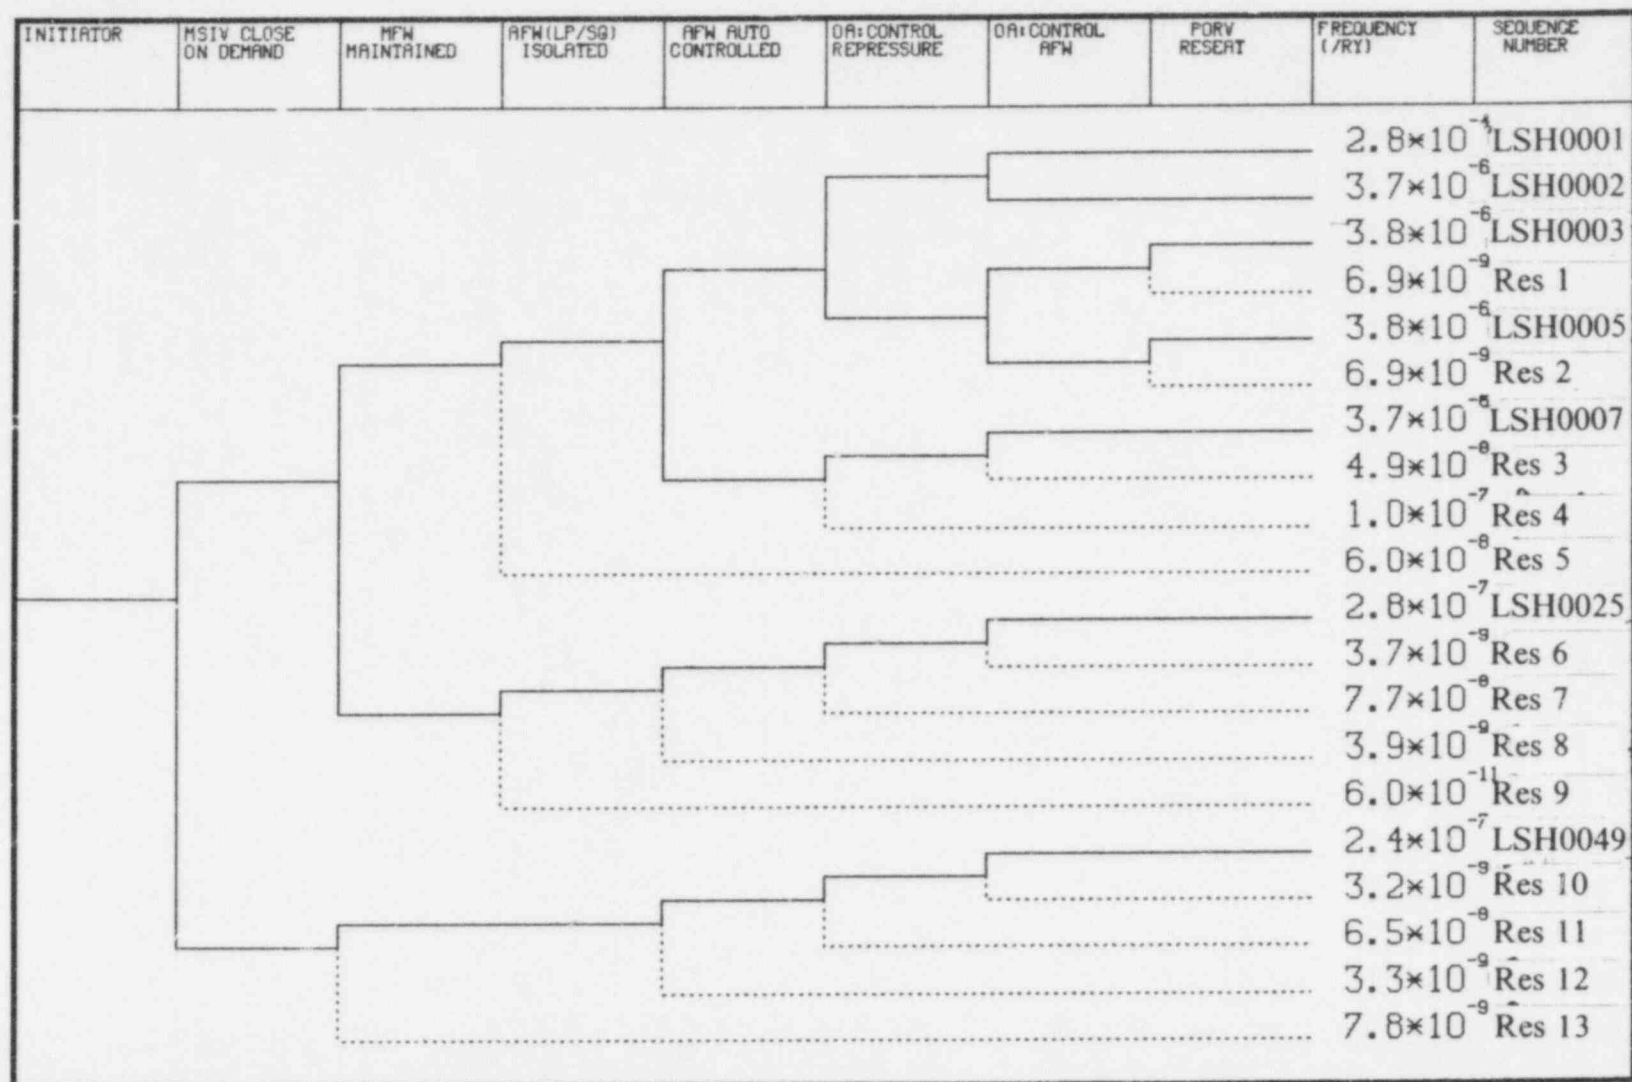 INITIATOR
MSIV CLOSE
ON DEMAND
MFW
MAINTAINED
AFW(LP/SG)
ISOLATED
AFW AUTO
CONTROLLED
OA:CONTROL
REPRESSURE
OA:CONTROL
AFW
PORV
RESEAT
FREQUENCY
(/RY)
SEQUENCE
NUMBER
2.8×10⁻⁴ LSH0001
3.7×10⁻⁶ LSH0002
3.8×10⁻⁶ LSH0003
6.9×10⁻⁹ Res 1
3.8×10⁻⁶ LSH0005
6.9×10⁻⁹ Res 2
LSH0007
4.9×10⁻⁸ Res 3
1.0×10⁻⁷ Res 4
6.0×10⁻⁸ Res 5
2.8×10⁻⁷ LSH0025
3.7×10⁻⁹ Res 6
7.7×10⁻⁸ Res 7
3.9×10⁻⁹ Res 8
6.0×10⁻¹¹ Res 9
2.4×10⁻⁷ LSH0049
3.2×10⁻⁹ Res 10
6.5×10⁻⁸ Res 11
3.3×10⁻⁹ Res 12
7.8×10⁻⁹ Res 13